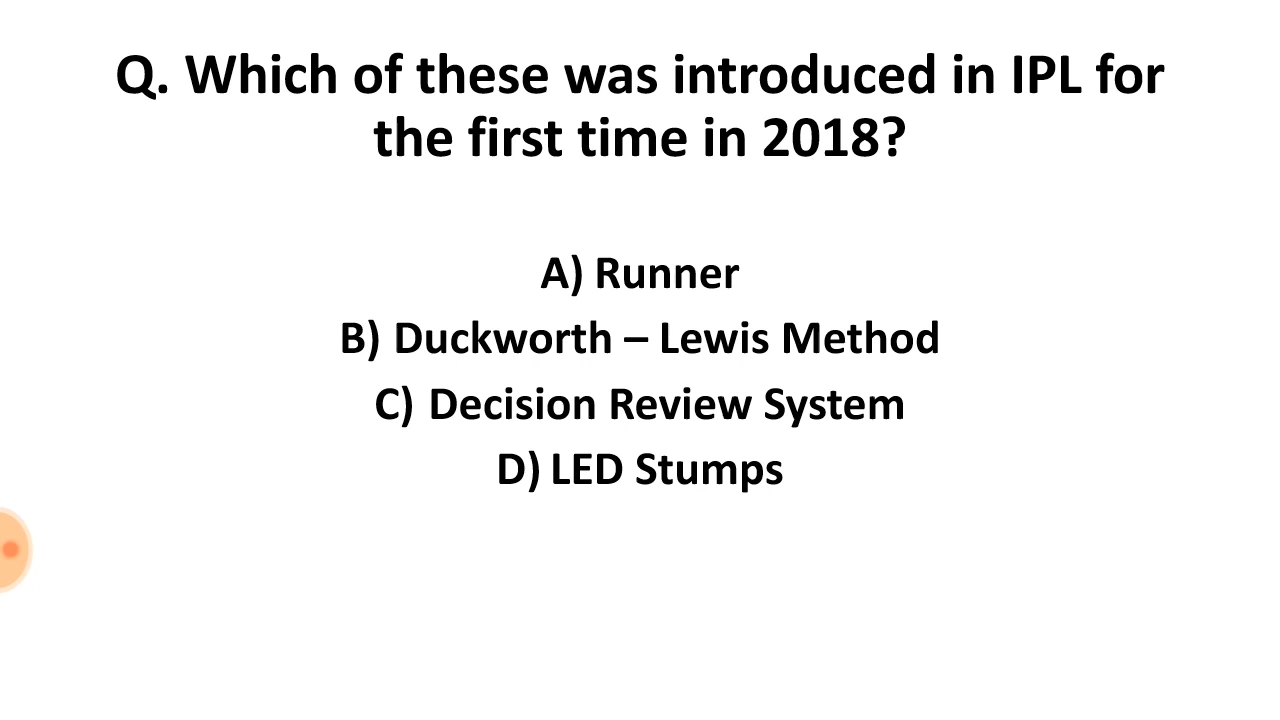 Q. Which of these was introduced in IPL for
the first time in 2018?
A) Runner
B) Duckworth – Lewis Method
C) Decision Review System
D) LED Stumps